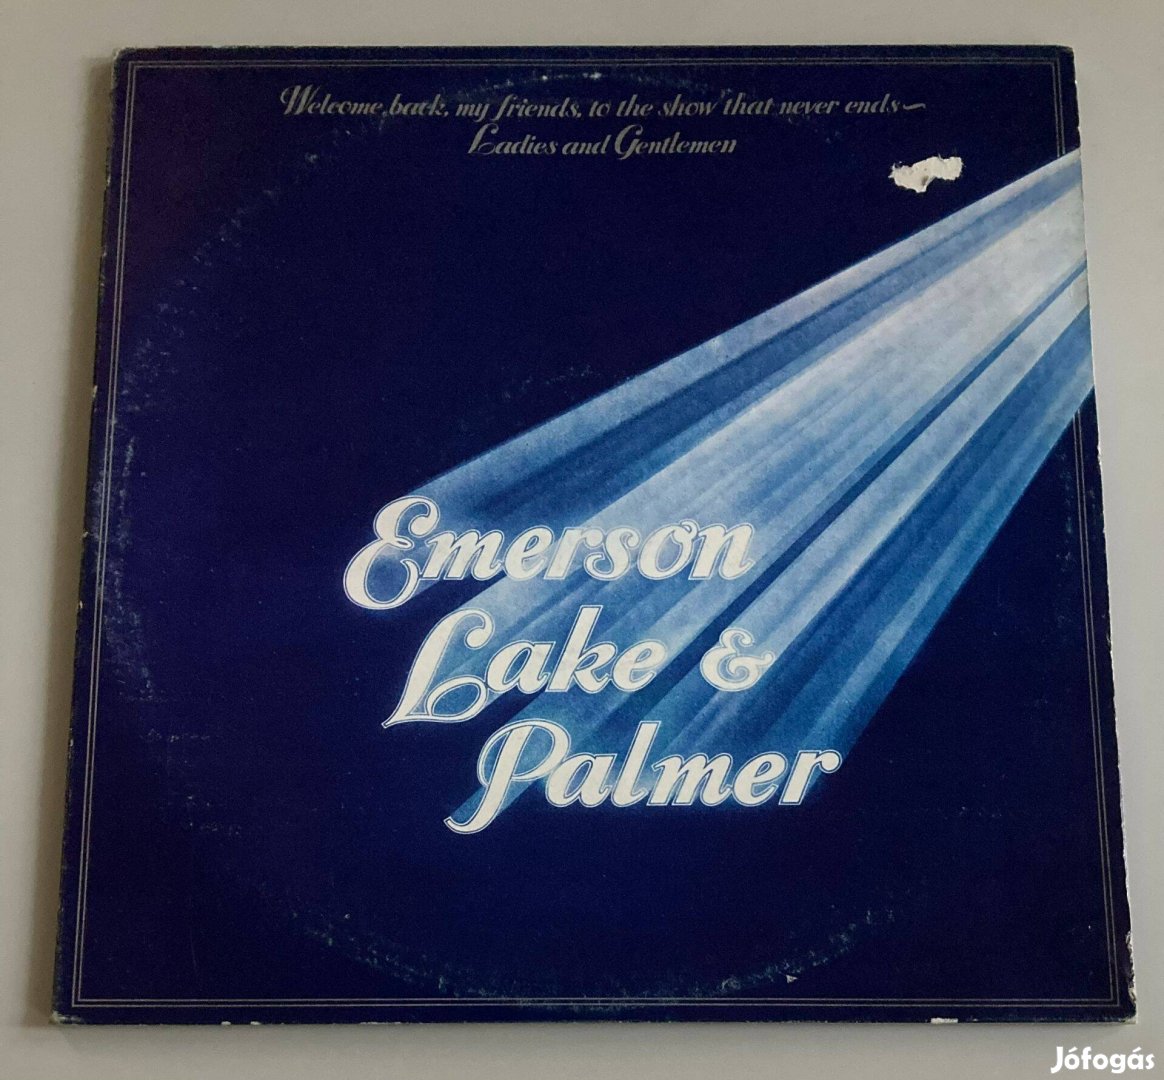 Welcome back, my friends, to the show that never ends~
Ladies and Gentlemen
Emerson
Lake &
Palmer
Jófogás